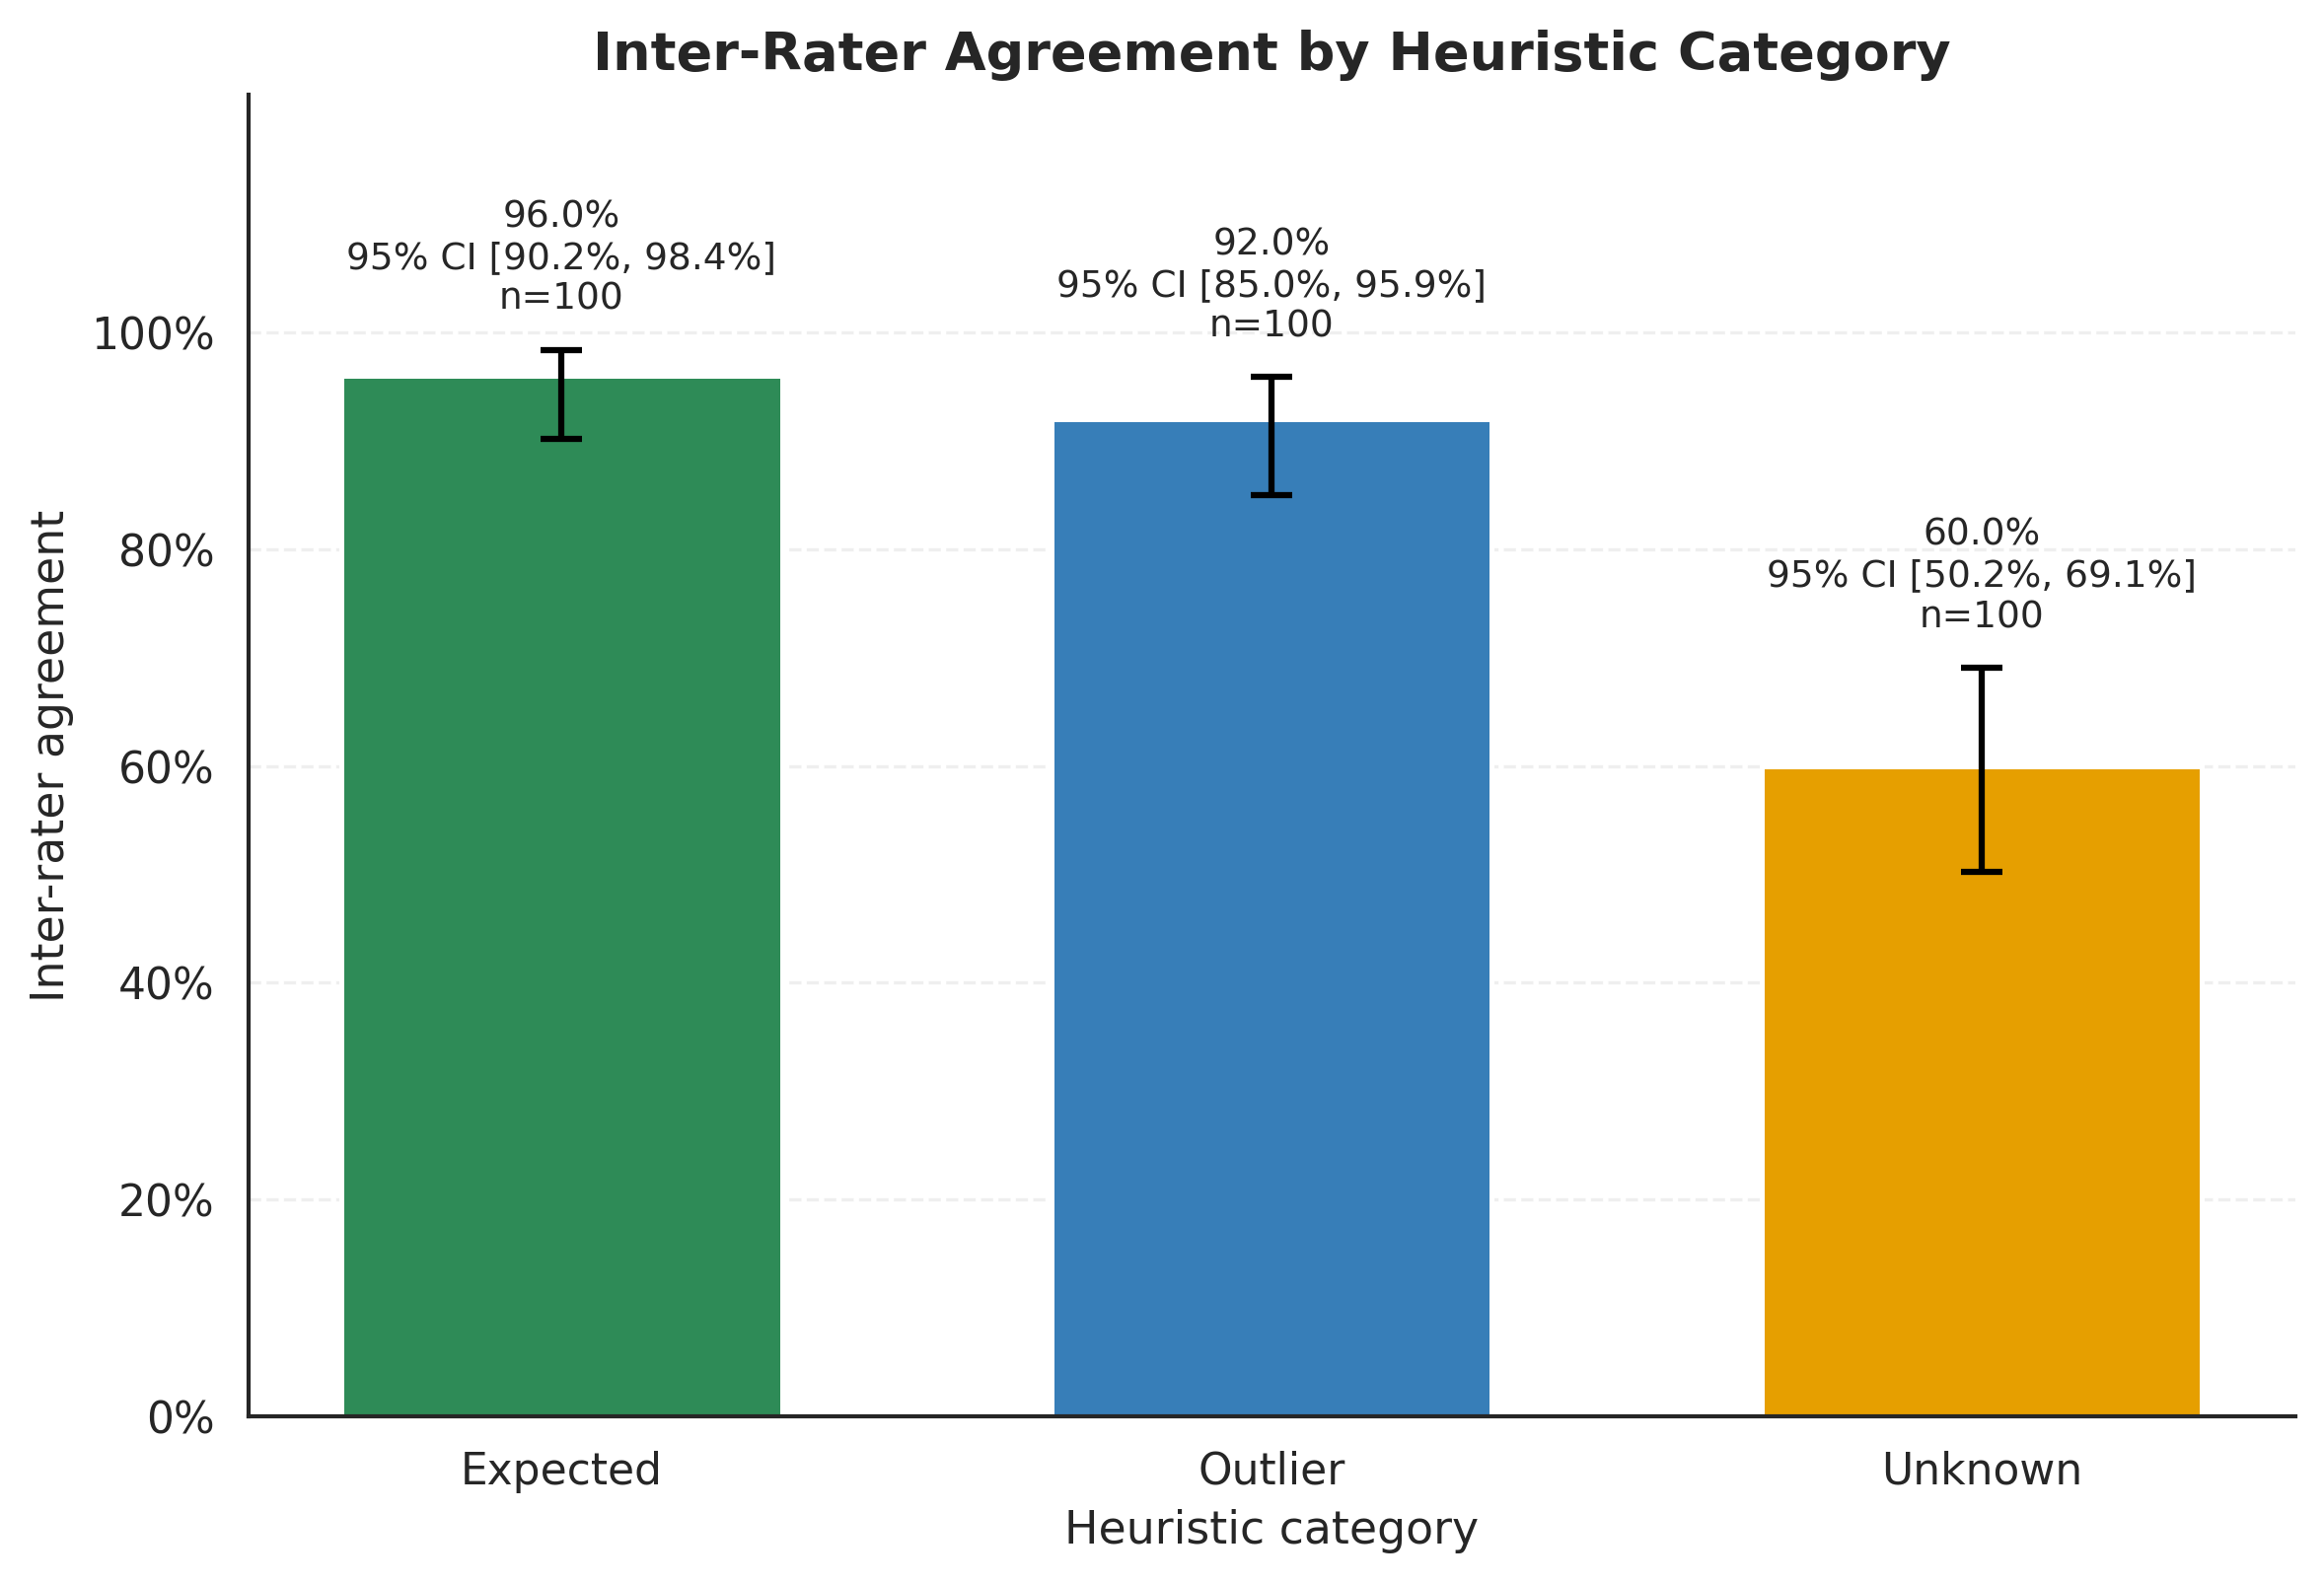 Inter-Rater Agreement by Heuristic Category
96.0%
95% CI [90.2%, 98.4%]
n=100
92.0%
95% CI [85.0%, 95.9%]
n=100
60.0%
95% CI [50.2%, 69.1%]
n=100
Inter-rater agreement
100%
80%
60%
40%
20%
0%
Expected
Outlier
Unknown
Heuristic category